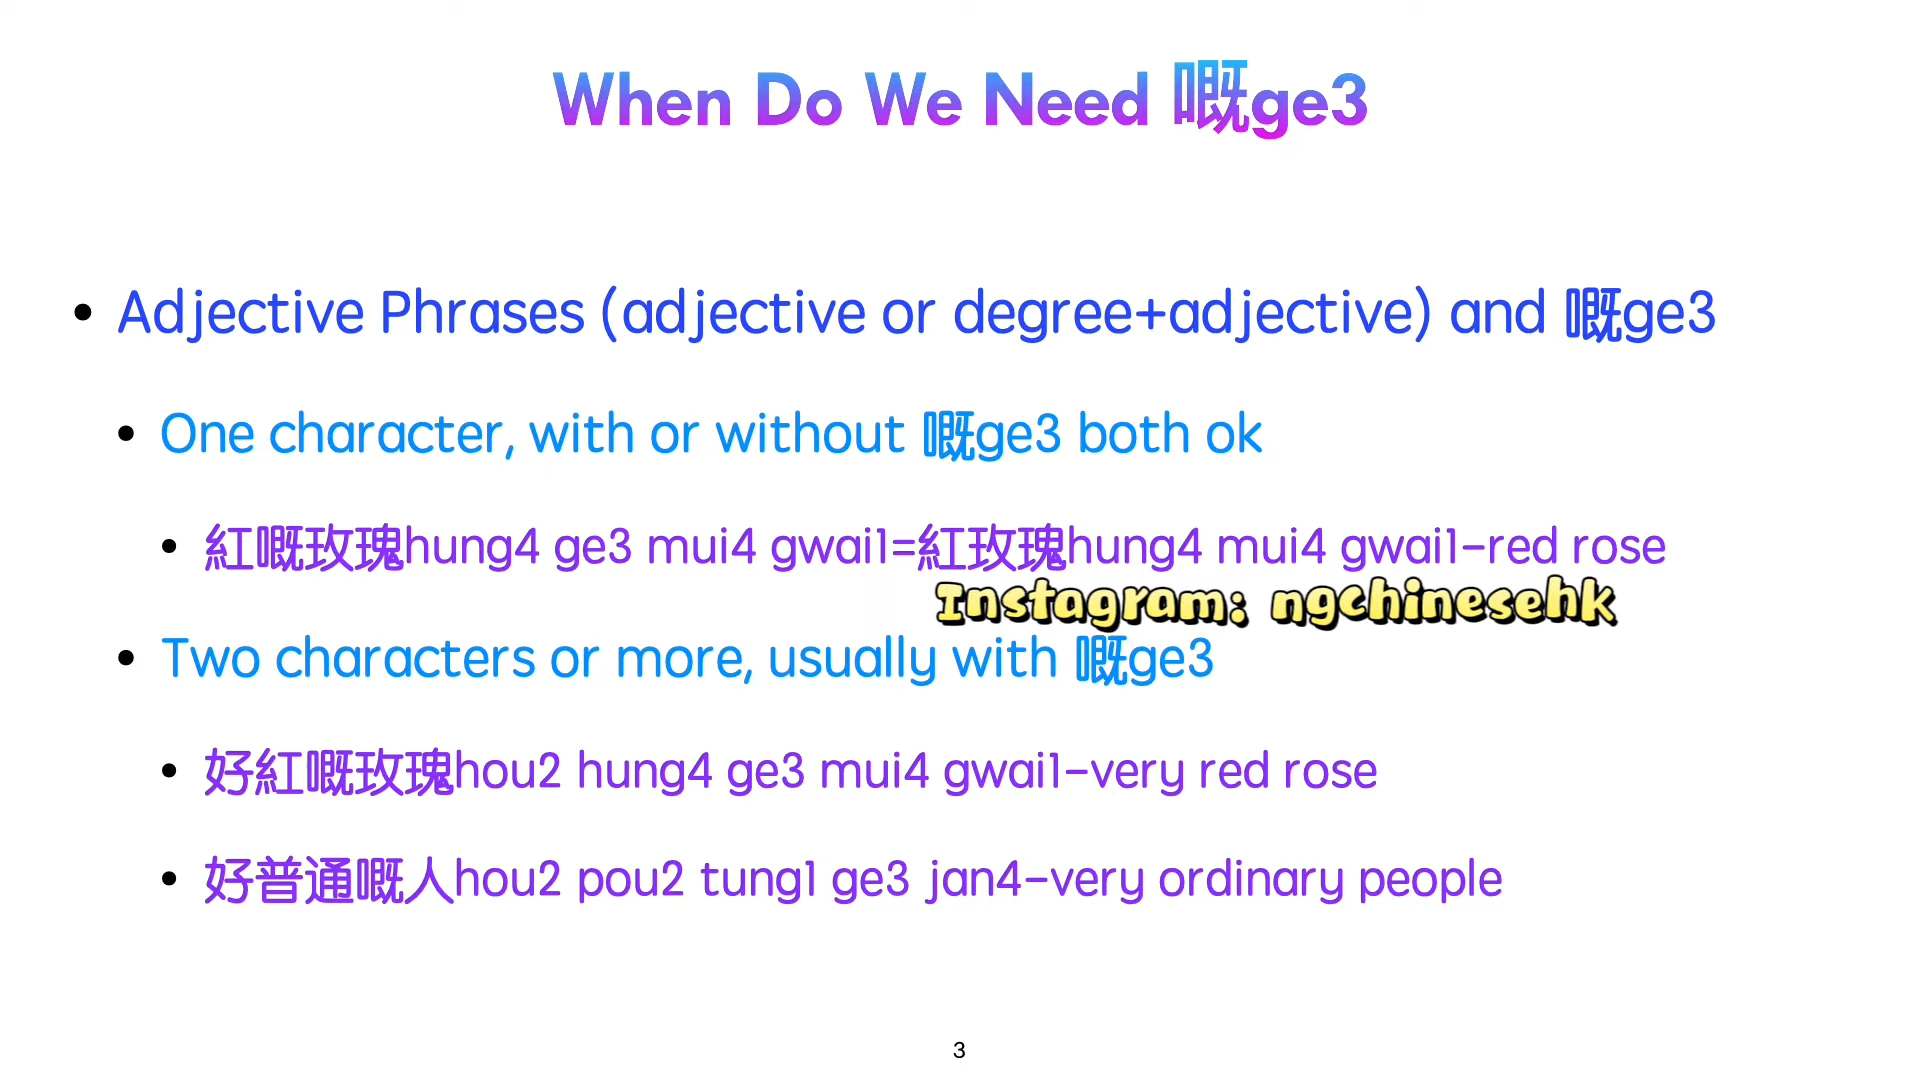 When Do We Need 嘅ge3
• Adjective Phrases (adjective or degree+adjective) and 嘅ge3
• One character, with or without 嘅ge3 both ok
• 紅嘅玫瑰hung4 ge3 mui4 gwai1=紅玫瑰hung4 mui4 gwai1-red rose
Instagram: ngchinesehk
• Two characters or more, usually with 嘅ge3
• 好紅嘅玫瑰hou2 hung4 ge3 mui4 gwai1-very red rose
• 好普通嘅人hou2 pou2 tung1 ge3 jan4-very ordinary people
3